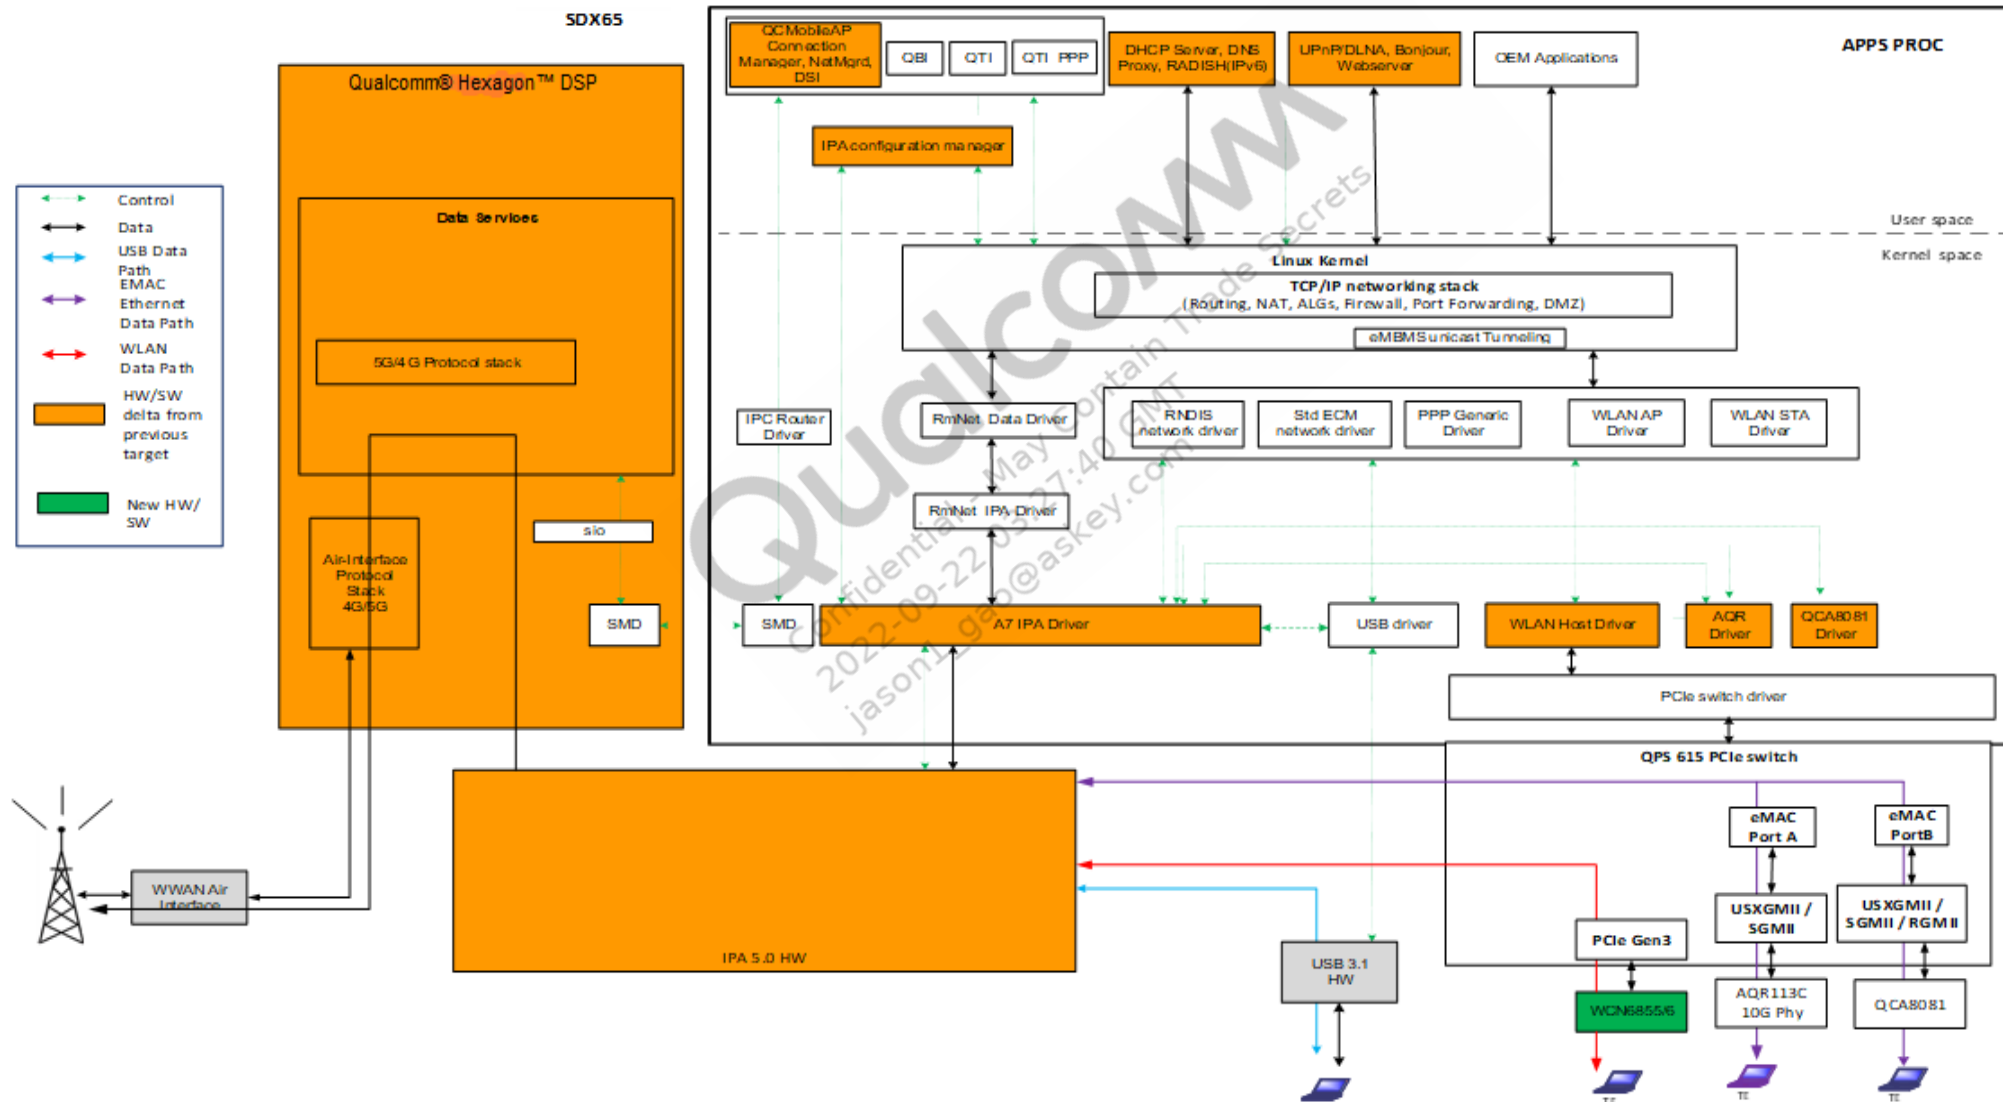 SDX65
APPS PROC
Qualcomm® Hexagon™ DSP
Data Services
5G/4G Protocol stack
sio
Air-Interface
Protocol
Stack
4G/5G
SMD
Control
Data
USB Data
Path
EMAC
Ethernet
Data Path
WLAN
Data Path
HW/SW
delta from
previous
target
New HW/
SW
QCMobileAP
Connection
Manager, NetMgrd,
DSI
QBI
QTI
QTI PPP
DHCP Server, DNS
Proxy, RADISH(IPv6)
UPnP/DLNA, Bonjour,
Webserver
OEM Applications
IPA configuration manager
User space
Kernel space
Linux Kernel
TCP/IP networking stack
(Routing, NAT, ALGs, Firewall, Port Forwarding, DMZ)
eMBMS unicast Tunneling
IPC Router
Driver
RmNet Data Driver
RNDIS
network driver
Std ECM
network driver
PPP Generic
Driver
WLAN AP
Driver
WLAN STA
Driver
RmNet IPA Driver
SMD
A7 IPA Driver
USB driver
WLAN Host Driver
AQR
Driver
QCA8081
Driver
PCIe switch driver
QPS 615 PCIe switch
eMAC
Port A
eMAC
PortB
USXGMII /
SGMII
USXGMII /
SGMII / RGMII
PCIe Gen3
WCN6855/6
AQR113C
10G Phy
QCA8081
USB 3.1
HW
IPA 5.0 HW
WWAN Air
Interface
TE
TE
TE
Qualcomm
Confidential - May Contain Trade Secrets
2022-09-22 03:27:40 GMT
jason1_gao@askey.com